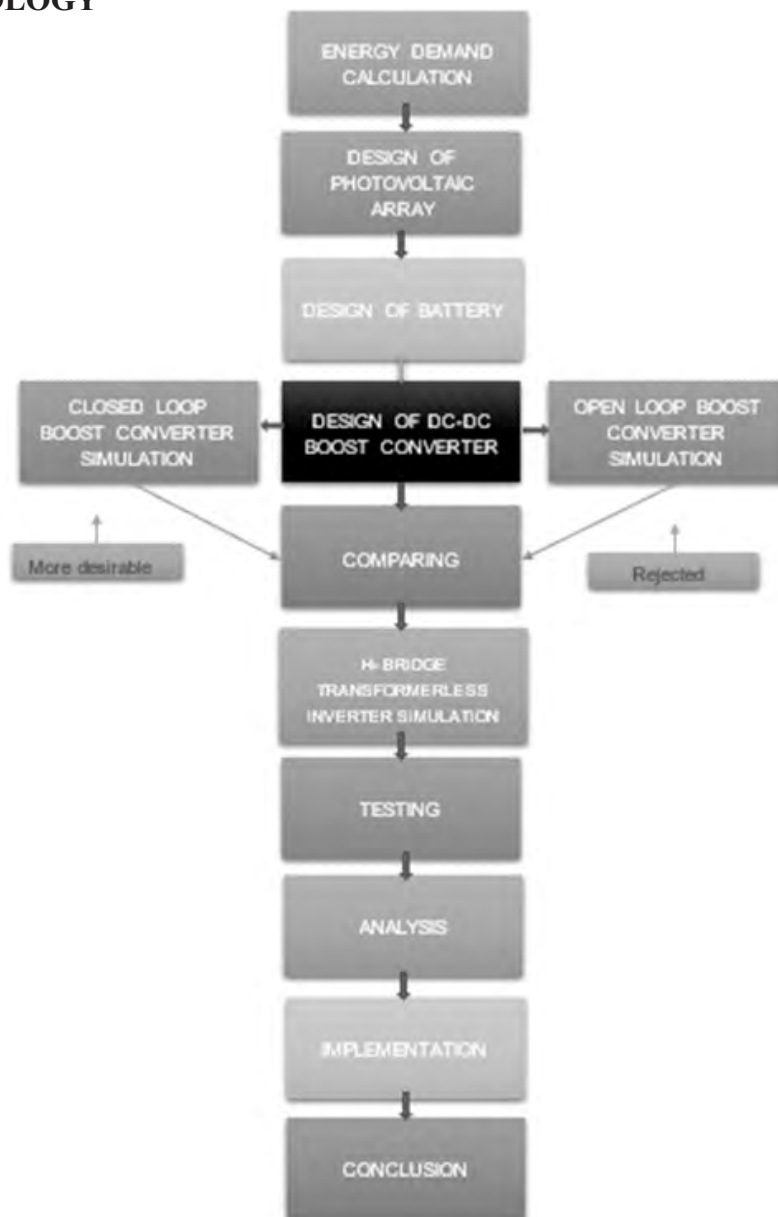 OLOGY
ENERGY DEMAND
CALCULATION
DESIGN OF
PHOTOVOLTAIC
ARRAY
DESIGN OF BATTERY
CLOSED LOOP
BOOST CONVERTER
SIMULATION
DESIGN OF DC-DC
BOOST CONVERTER
OPEN LOOP BOOST
CONVERTER
SIMULATION
More desirable
COMPARING
Rejected
H-BRIDGE
TRANSFORMERLESS
INVERTER SIMULATION
TESTING
ANALYSIS
IMPLEMENTATION
CONCLUSION